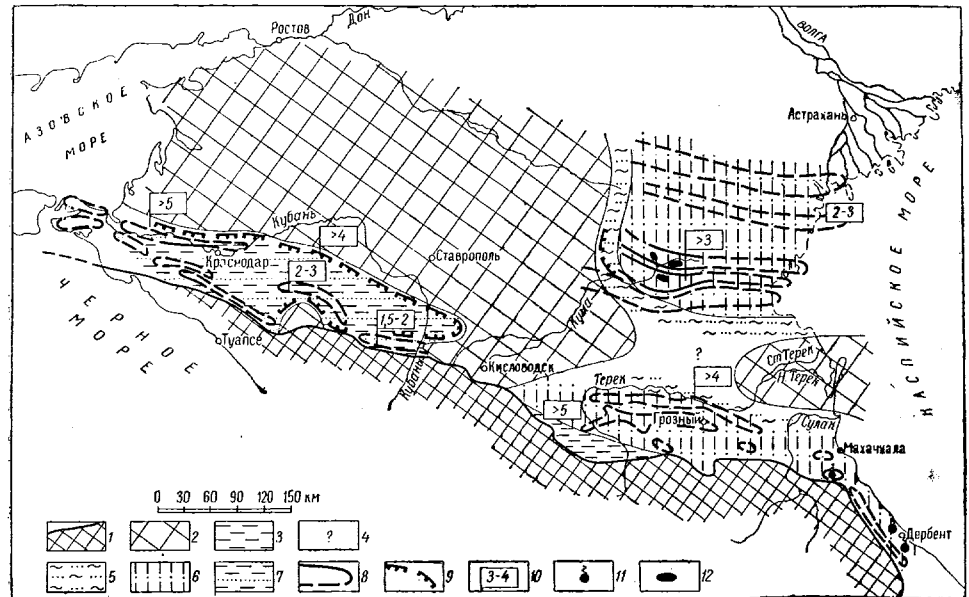 Ростов
Дон
ВОЛГА
АЗОВСКОЕ
МОРЕ
Астрахань
>5
Кубань
>4
2-3
>3
Краснодар
Ставрополь
2-3
ЧЕРНОЕ
МОРЕ
1,5-2
Кума
КАСПИЙСКОЕ МОРЕ
Туапсе
Кубань
Кисловодск
?
Ст Терек
Н. Терек
>4
Терек
>5
Грозный
Сулак
Махачкала
0 30 60 90 120 150 км
Дербент
1 2 3 ? 4
5 6 7 8 9 3-4 10 11 12